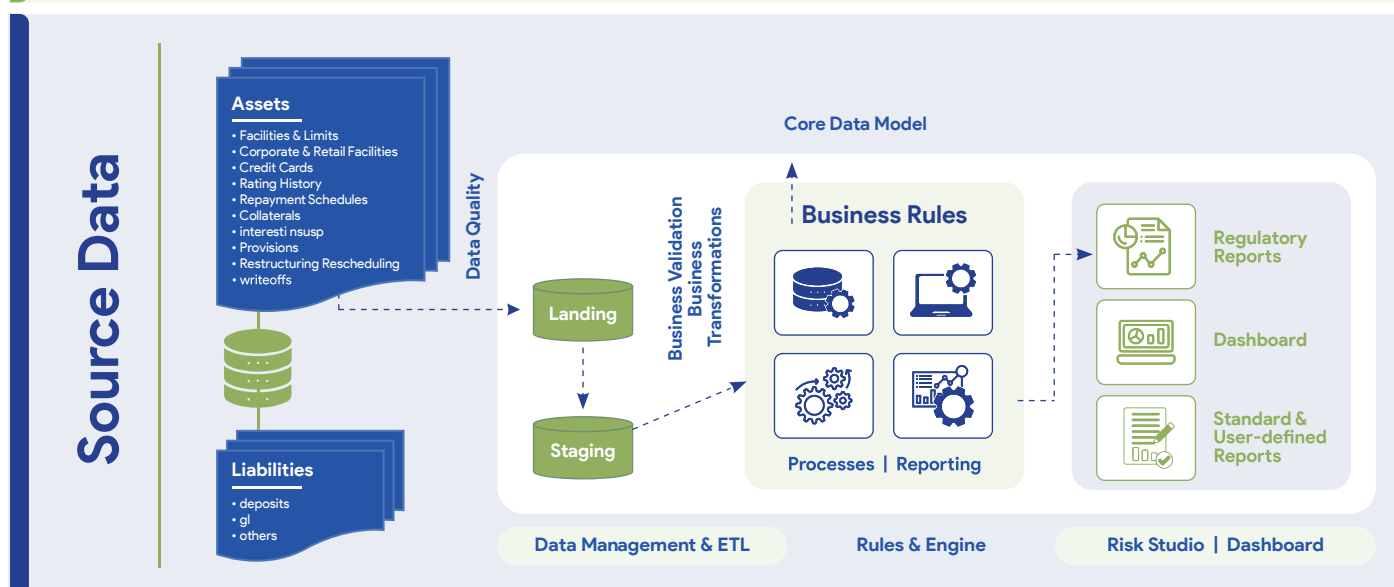 Source Data
Assets
• Facilities & Limits
• Corporate & Retail Facilities
• Credit Cards
• Rating History
• Repayment Schedules
• Collaterals
• interesti nsusp
• Provisions
• Restructuring Rescheduling
• writeoffs
Liabilities
• deposits
• gl
• others
Data Quality
Landing
Staging
Business Validation
Business
Transformations
Core Data Model
Business Rules
Processes | Reporting
Regulatory
Reports
Dashboard
Standard &
User-defined
Reports
Data Management & ETL
Rules & Engine
Risk Studio | Dashboard